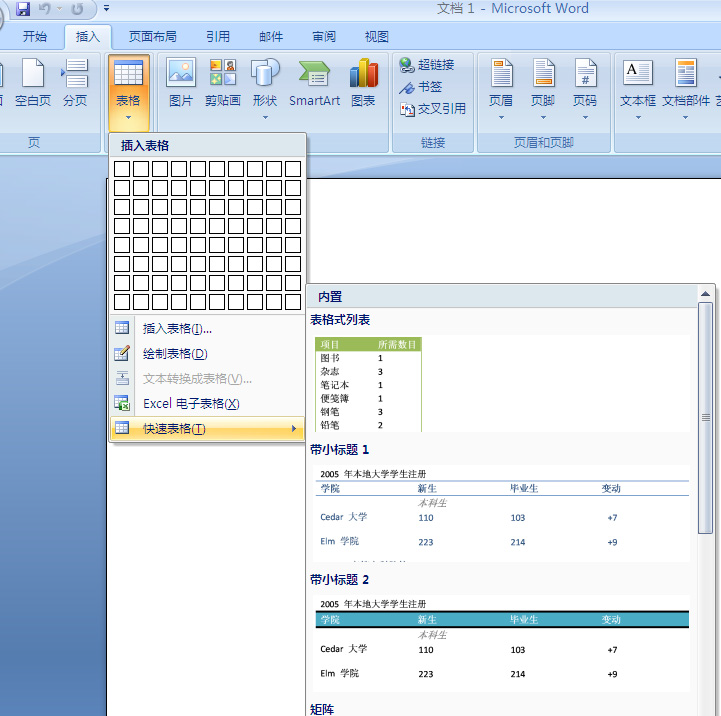 文档 1 - Microsoft Word
开始 插入 页面布局 引用 邮件 审阅 视图
空白页 分页 表格 图片 剪贴画 形状 SmartArt 图表 超链接 书签 交叉引用 页眉 页脚 页码 文本框 文档部件
页 链接 页眉和页脚
插入表格
插入表格(I)...
绘制表格(D)
文本转换成表格(V)...
Excel 电子表格(X)
快速表格(T)
内置
表格式列表
项目 所需数目
图书 1
杂志 3
笔记本 1
便笺簿 1
钢笔 3
铅笔 2
带小标题 1
2005 年本地大学学生注册
学院 新生 毕业生 变动
本科生
Cedar 大学 110 103 +7
Elm 学院 223 214 +9
带小标题 2
2005 年本地大学学生注册
学院 新生 毕业生 变动
本科生
Cedar 大学 110 103 +7
Elm 学院 223 214 +9
矩阵